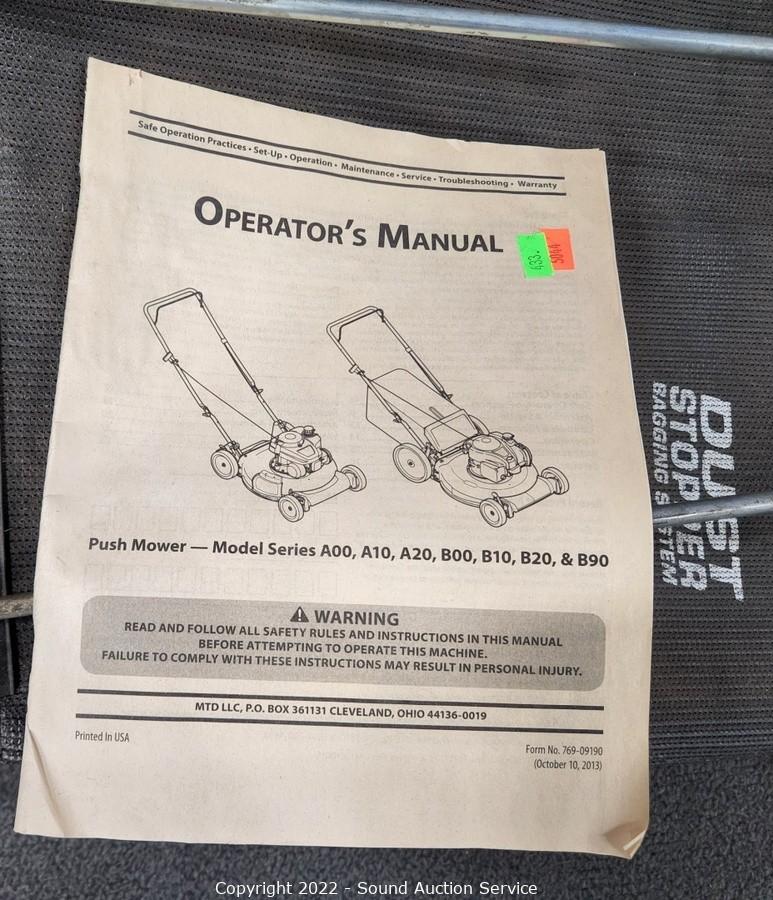 Safe Operation Practices • Set-Up • Operation • Maintenance • Service • Troubleshooting • Warranty
OPERATOR'S MANUAL
433.
5044
Push Mower — Model Series A00, A10, A20, B00, B10, B20, & B90
WARNING
READ AND FOLLOW ALL SAFETY RULES AND INSTRUCTIONS IN THIS MANUAL
BEFORE ATTEMPTING TO OPERATE THIS MACHINE.
FAILURE TO COMPLY WITH THESE INSTRUCTIONS MAY RESULT IN PERSONAL INJURY.
MTD LLC, P.O. BOX 361131 CLEVELAND, OHIO 44136-0019
Printed In USA
Form No. 769-09190
(October 10, 2013)
DUST
STOPPER
BAGGING SYSTEM
Copyright 2022 - Sound Auction Service